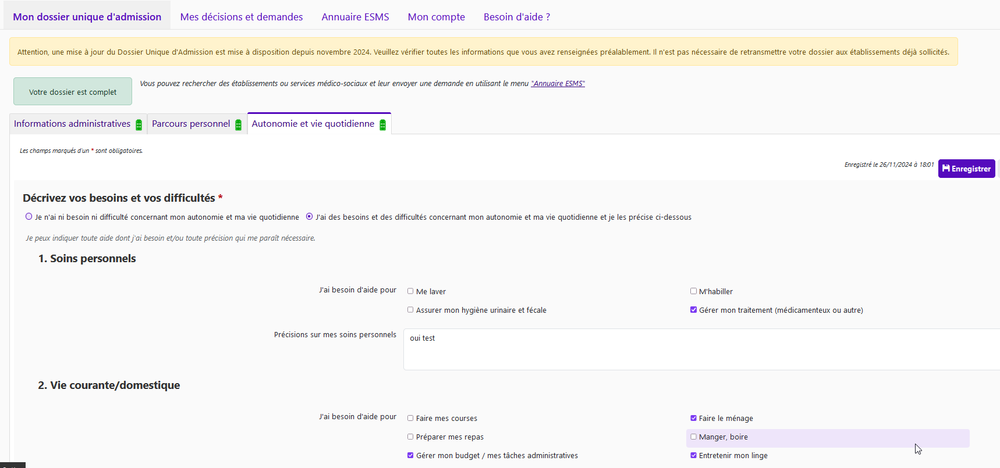 Mon dossier unique d'admission Mes décisions et demandes Annuaire ESMS Mon compte Besoin d'aide ?
Attention, une mise à jour du Dossier Unique d'Admission est mise à disposition depuis novembre 2024. Veuillez vérifier toutes les informations que vous avez renseignées préalablement. Il n'est pas nécessaire de retransmettre votre dossier aux établissements déjà sollicités.
Votre dossier est complet
Vous pouvez rechercher des établissements ou services médico-sociaux et leur envoyer une demande en utilisant le menu "Annuaire ESMS"
Informations administratives Parcours personnel Autonomie et vie quotidienne
Les champs marqués d'un * sont obligatoires.
Enregistré le 26/11/2024 à 18:01 Enregistrer
Décrivez vos besoins et vos difficultés *
Je n'ai ni besoin ni difficulté concernant mon autonomie et ma vie quotidienne J'ai des besoins et des difficultés concernant mon autonomie et ma vie quotidienne et je les précise ci-dessous
Je peux indiquer toute aide dont j'ai besoin et/ou toute précision qui me paraît nécessaire.
1. Soins personnels
J'ai besoin d'aide pour Me laver M'habiller
Assurer mon hygiène urinaire et fécale Gérer mon traitement (médicamenteux ou autre)
Précisions sur mes soins personnels oui test
2. Vie courante/domestique
J'ai besoin d'aide pour Faire mes courses Faire le ménage
Préparer mes repas Manger, boire
Gérer mon budget / mes tâches administratives Entretenir mon linge